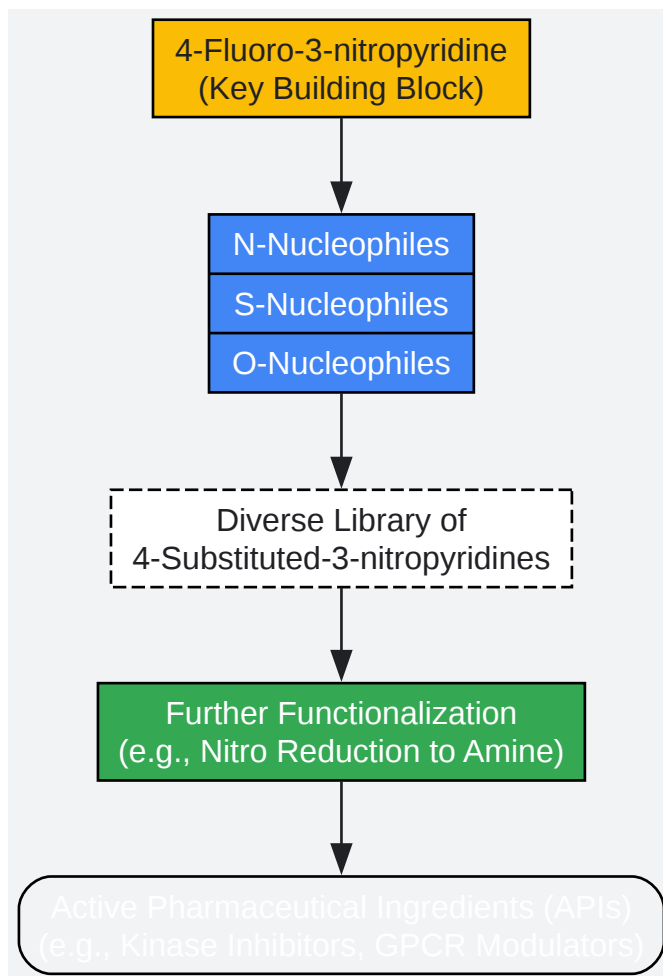 4-Fluoro-3-nitropyridine
(Key Building Block)
N-Nucleophiles
S-Nucleophiles
O-Nucleophiles
Diverse Library of
4-Substituted-3-nitropyridines
Further Functionalization
(e.g., Nitro Reduction to Amine)
Active Pharmaceutical Ingredients (APIs)
(e.g., Kinase Inhibitors, GPCR Modulators)